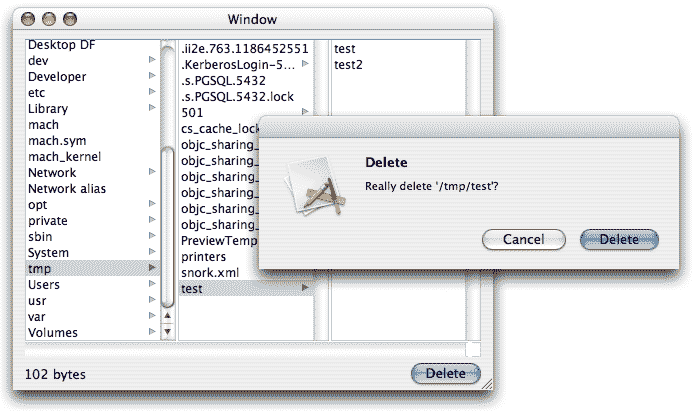 Window
Desktop DF
dev
Developer
etc
Library
mach
mach.sym
mach_kernel
Network
Network alias
opt
private
sbin
System
tmp
Users
usr
var
Volumes
.ii2e.763.1186452551
.KerberosLogin-5...
.s.PGSQL.5432
.s.PGSQL.5432.lock
501
cs_cache_lock
objc_sharing_
objc_sharing_
objc_sharing_
objc_sharing_
objc_sharing_
PreviewTemp
printers
snork.xml
test
test
test2
Delete
Really delete '/tmp/test'?
Cancel
Delete
102 bytes
Delete